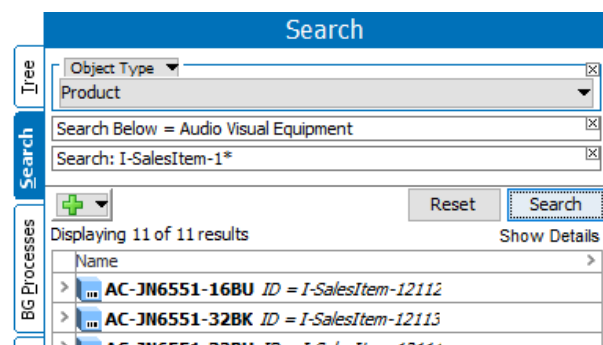 Search
Tree
Object Type
Product
Search
Search Below = Audio Visual Equipment
Search: I-SalesItem-1*
Reset
Search
BG Processes
Displaying 11 of 11 results
Show Details
Name
AC-JN6551-16BU ID = I-SalesItem-12112
AC-JN6551-32BK ID = I-SalesItem-12113